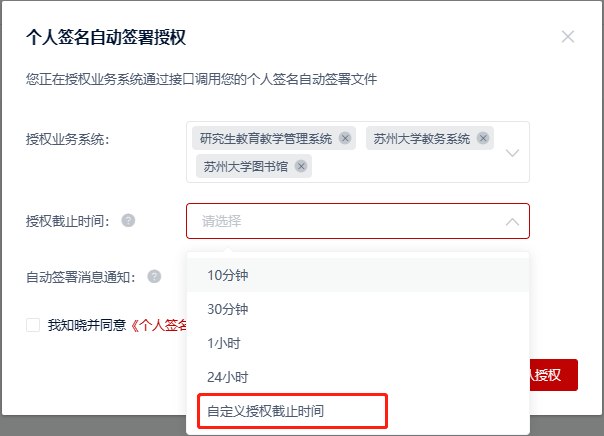 个人签名自动签署授权
您正在授权业务系统通过接口调用您的个人签名自动签署文件
授权业务系统：
研究生教育教学管理系统
苏州大学教务系统
苏州大学图书馆
授权截止时间：
请选择
10分钟
自动签署消息通知：
30分钟
我知晓并同意《个人签名
1小时
24小时
授权
自定义授权截止时间